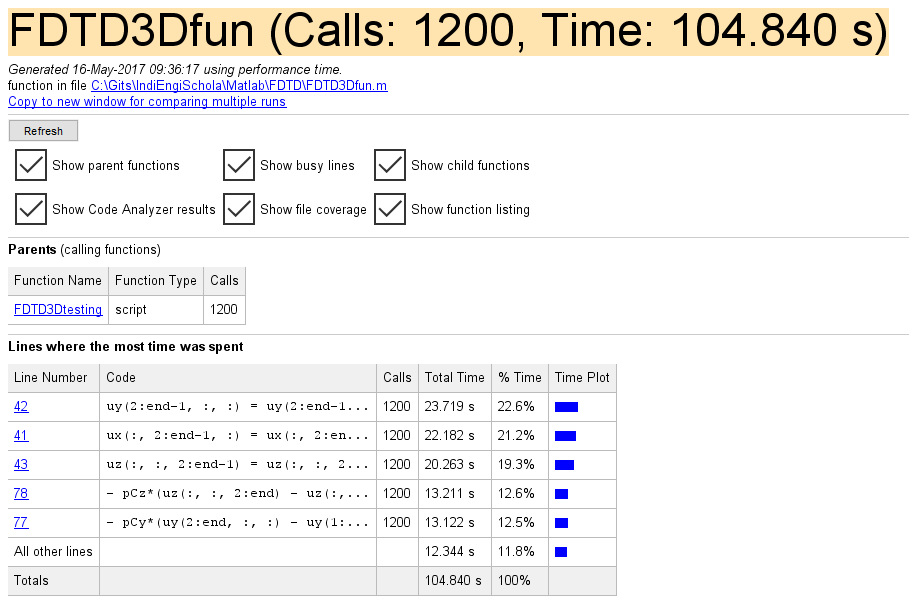 FDTD3Dfun (Calls: 1200, Time: 104.840 s)
Generated 16-May-2017 09:36:17 using performance time.
function in file C:\Gits\IndiEngiSchola\Matlab\FDTD\FDTD3Dfun.m
Copy to new window for comparing multiple runs
Refresh
Show parent functions Show busy lines Show child functions
Show Code Analyzer results Show file coverage Show function listing
Parents (calling functions)
Function Name Function Type Calls
FDTD3Dtesting script 1200
Lines where the most time was spent
Line Number Code Calls Total Time % Time Time Plot
42 uy(2:end-1, :, :) = uy(2:end-1... 1200 23.719 s 22.6%
41 ux(:, 2:end-1, :) = ux(:, 2:en... 1200 22.182 s 21.2%
43 uz(:, :, 2:end-1) = uz(:, :, 2... 1200 20.263 s 19.3%
78 - pCz*(uz(:, :, 2:end) - uz(:,... 1200 13.211 s 12.6%
77 - pCy*(uy(2:end, :, :) - uy(1:... 1200 13.122 s 12.5%
All other lines 12.344 s 11.8%
Totals 104.840 s 100%